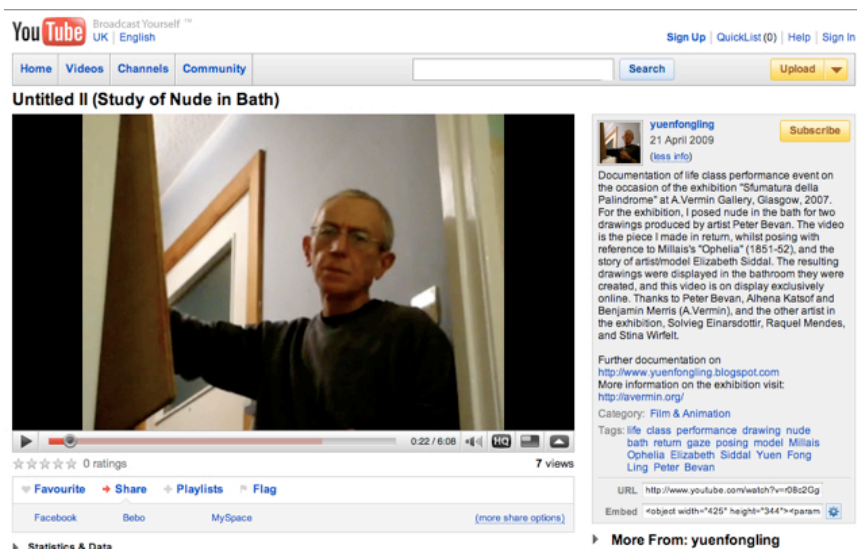 YouTube Broadcast Yourself ™
UK | English
Sign Up | QuickList (0) | Help | Sign In
Home Videos Channels Community
Search
Upload
Untitled II (Study of Nude in Bath)
yuenfongling
21 April 2009
(less info)
Subscribe
Documentation of life class performance event on
the occasion of the exhibition "Sfumatura della
Palindrome" at A.Vermin Gallery, Glasgow, 2007.
For the exhibition, I posed nude in the bath for two
drawings produced by artist Peter Bevan. The video
is the piece I made in return, whilst posing with
reference to Millais's "Ophelia" (1851-52), and the
story of artist/model Elizabeth Siddal. The resulting
drawings were displayed in the bathroom they were
created, and this video is on display exclusively
online. Thanks to Peter Bevan, Alhena Katsof and
Benjamin Merris (A.Vermin), and the other artist in
the exhibition, Solvieg Einarsdottir, Raquel Mendes,
and Stina Wirfelt.
Further documentation on
http://www.yuenfongling.blogspot.com
More information on the exhibition visit:
http://avermin.org/
Category: Film & Animation
Tags: life class performance drawing nude
bath return gaze posing model Millais
Ophelia Elizabeth Siddal Yuen Fong
Ling Peter Bevan
URL http://www.youtube.com/watch?v=r08c2Gg
Embed <object width="425" height="344"><param
More From: yuenfongling
0:22 / 6:08
HQ
0 ratings
7 views
Favourite Share Playlists Flag
Facebook Bebo MySpace (more share options)
Statistics & Data